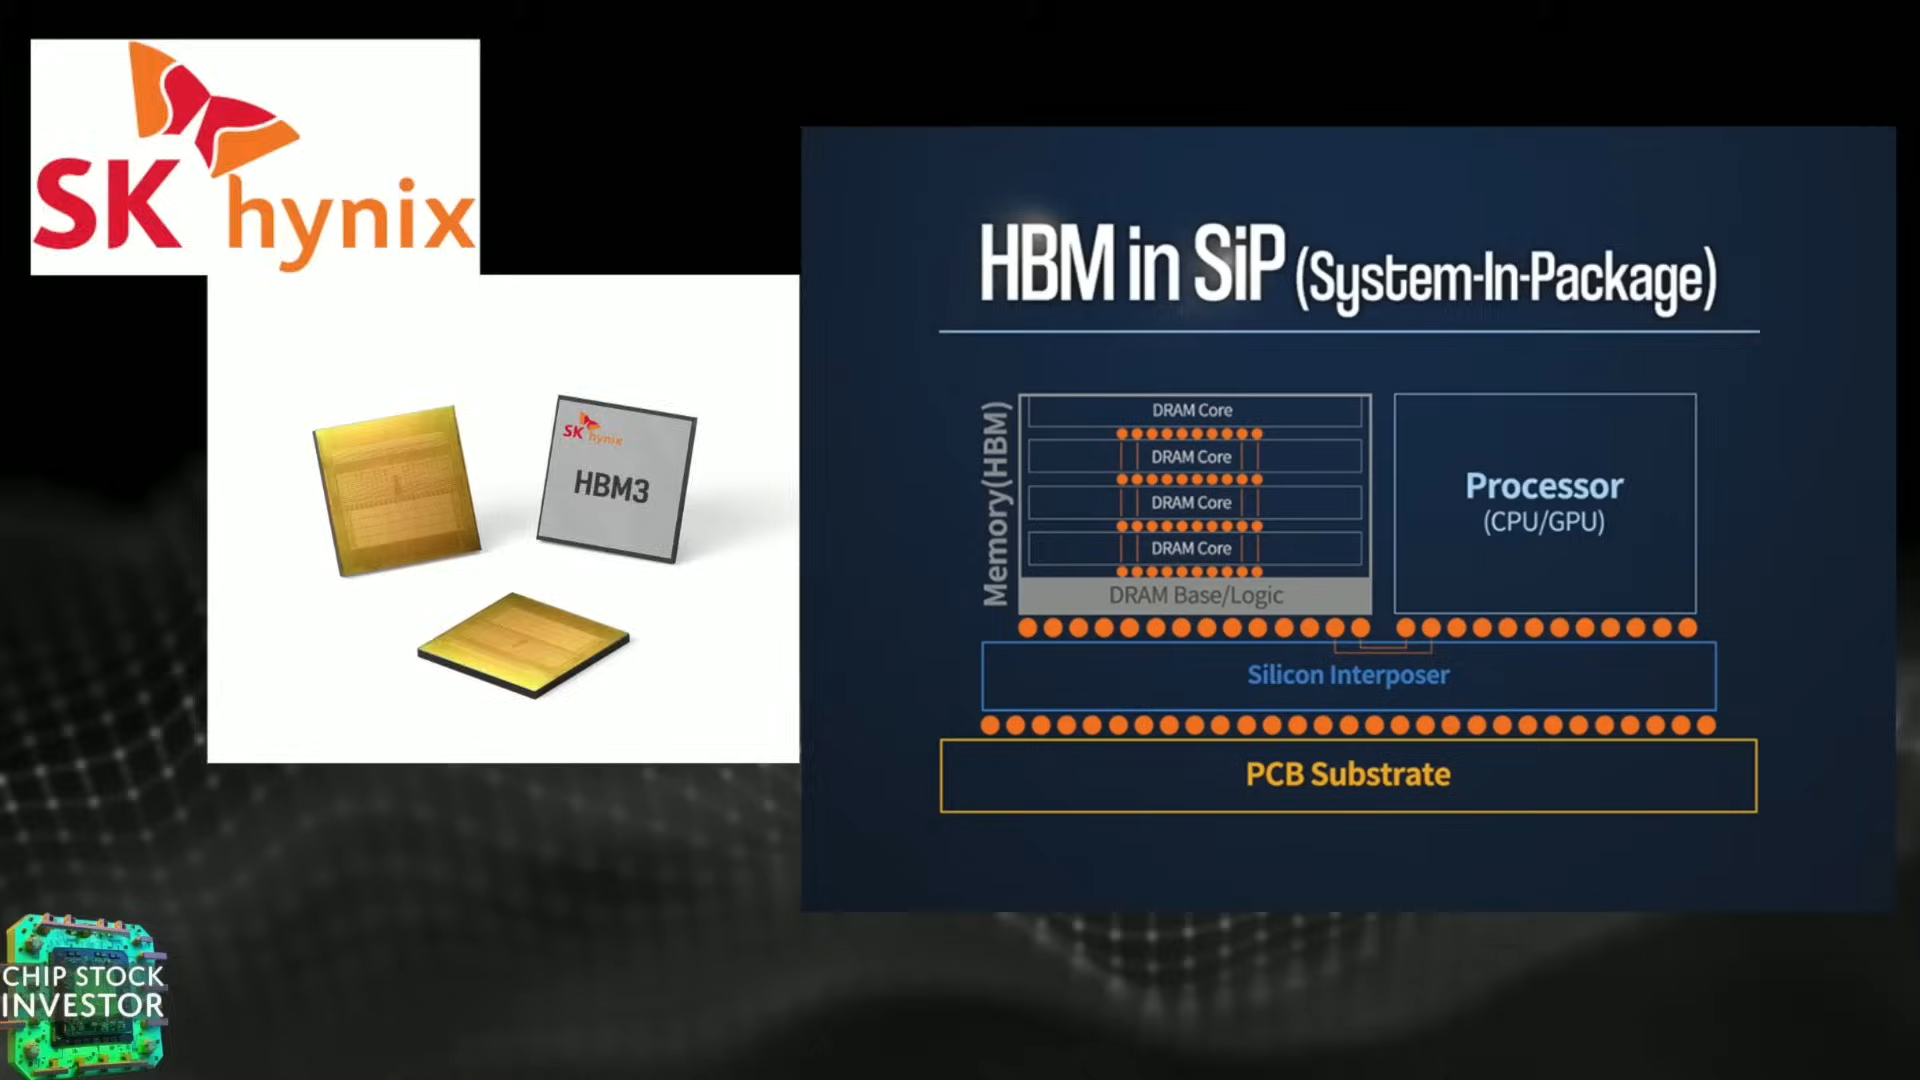 SK hynix
SK hynix
HBM3
HBM in SiP (System-In-Package)
Memory(HBM)
DRAM Core
DRAM Core
DRAM Core
DRAM Core
DRAM Base/Logic
Processor
(CPU/GPU)
Silicon Interposer
PCB Substrate
CHIP STOCK
INVESTOR